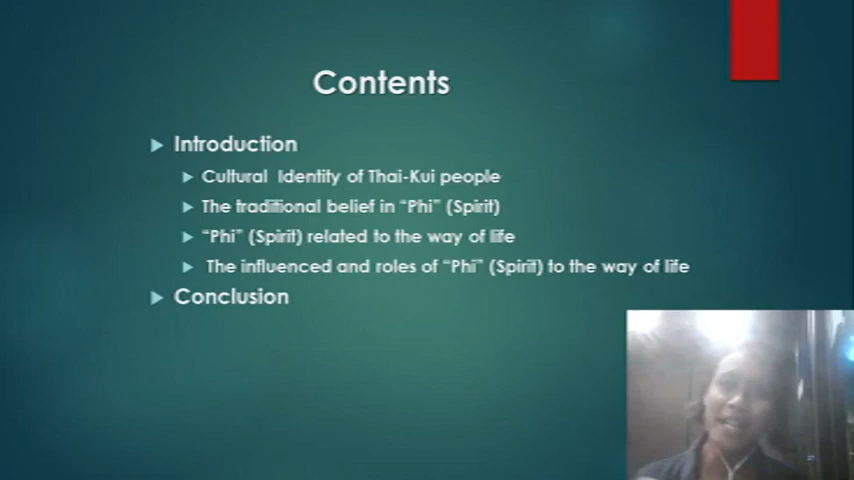 Contents
Introduction
Cultural Identity of Thai-Kui people
The traditional belief in “Phi” (Spirit)
“Phi” (Spirit) related to the way of life
The influenced and roles of “Phi” (Spirit) to the way of life
Conclusion